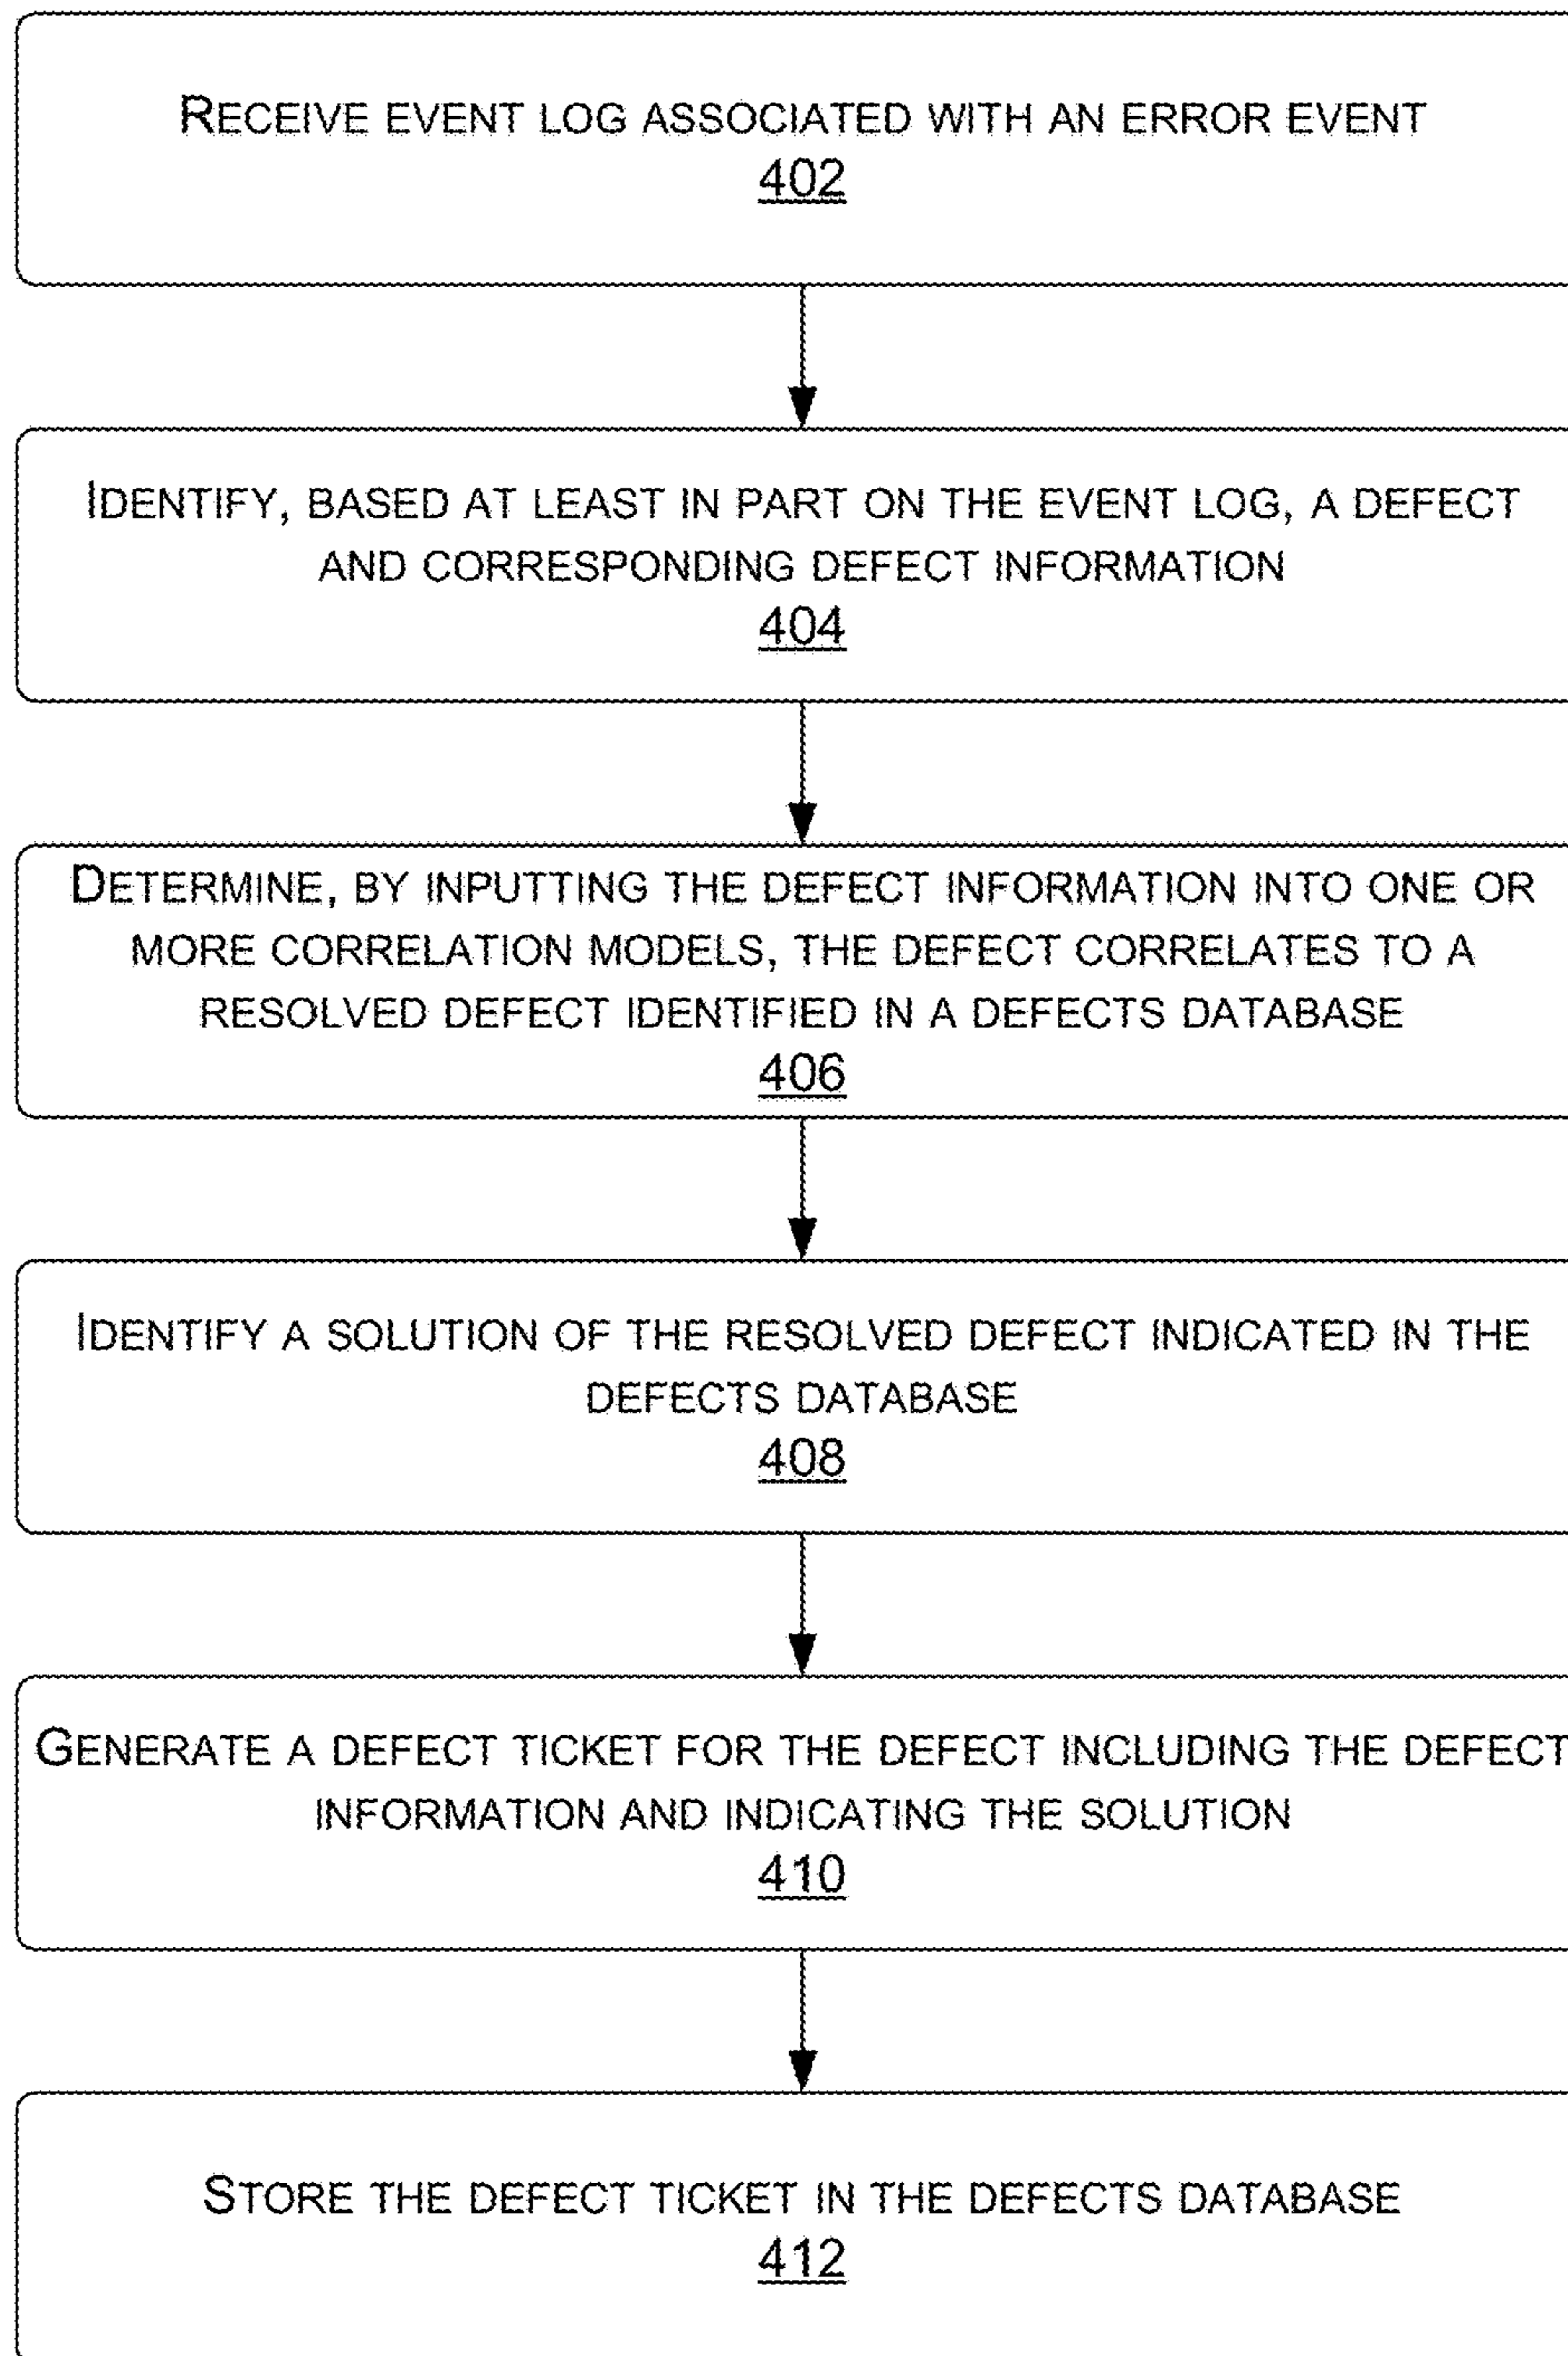 RECEIVE EVENT LOG ASSOCIATED WITH AN ERROR EVENT
402
IDENTIFY, BASED AT LEAST IN PART ON THE EVENT LOG, A DEFECT
AND CORRESPONDING DEFECT INFORMATION
404
DETERMINE, BY INPUTTING THE DEFECT INFORMATION INTO ONE OR
MORE CORRELATION MODELS, THE DEFECT CORRELATES TO A
RESOLVED DEFECT IDENTIFIED IN A DEFECTS DATABASE
406
IDENTIFY A SOLUTION OF THE RESOLVED DEFECT INDICATED IN THE
DEFECTS DATABASE
408
GENERATE A DEFECT TICKET FOR THE DEFECT INCLUDING THE DEFECT
INFORMATION AND INDICATING THE SOLUTION
410
STORE THE DEFECT TICKET IN THE DEFECTS DATABASE
412